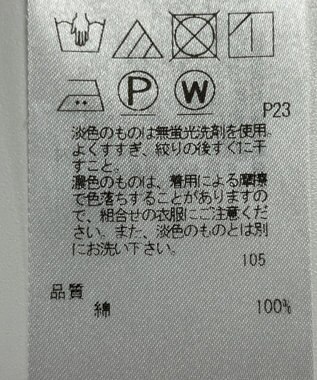 P W
P23
淡色のものは無蛍光洗剤を使用。
よくすすぎ、絞りの後すぐに干
すこと。
濃色のものは、着用による摩擦
で色落ちすることがありますの
で、組合せの衣服にご注意くだ
さい。また、淡色のものとは別
にお洗い下さい。
105
品質
綿 100%